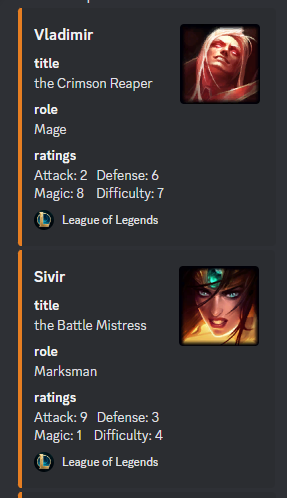 Vladimir
title
the Crimson Reaper
role
Mage
ratings
Attack: 2 Defense: 6
Magic: 8 Difficulty: 7
League of Legends
Sivir
title
the Battle Mistress
role
Marksman
ratings
Attack: 9 Defense: 3
Magic: 1 Difficulty: 4
League of Legends